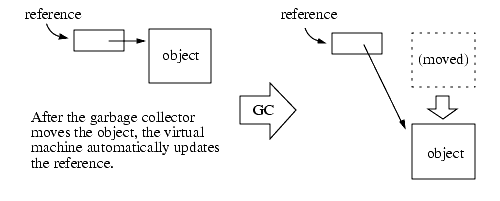 reference
object
After the garbage collector
moves the object, the virtual
machine automatically updates
the reference.
GC
reference
(moved)
object